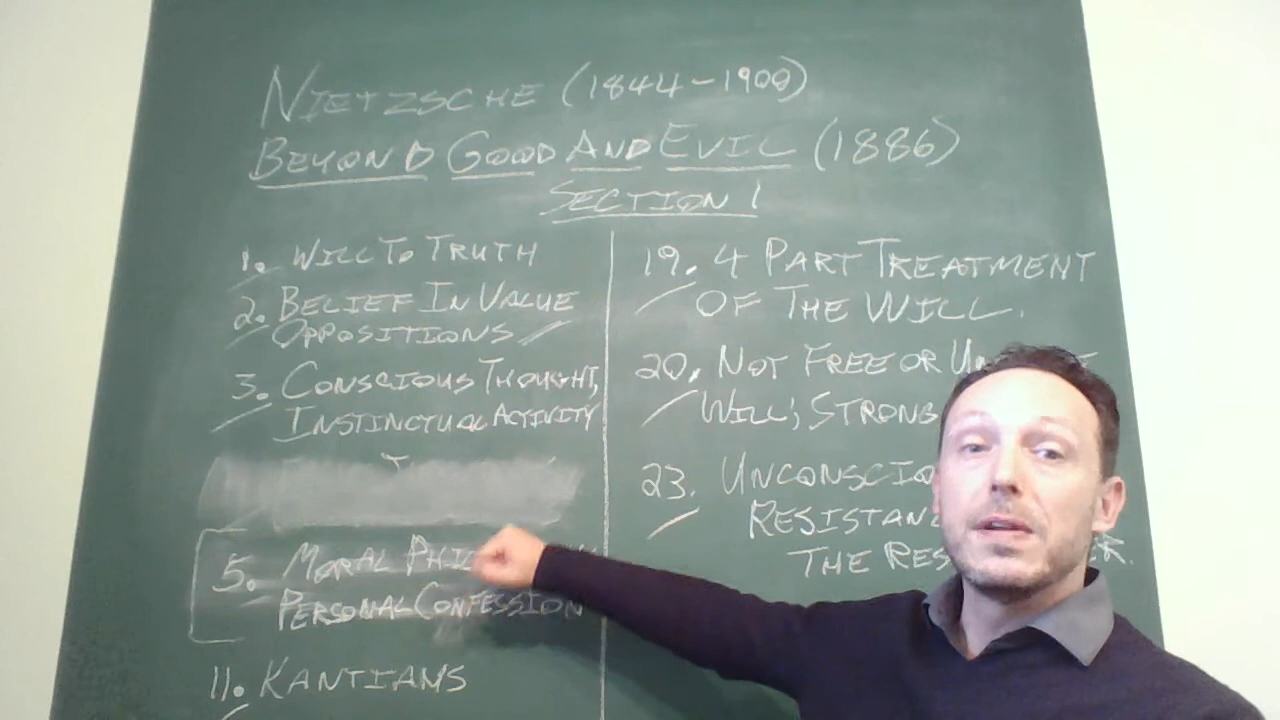 NIETZSCHE (1844-1900)
BEYOND GOOD AND EVIL (1886)
SECTION 1
1. WILL TO TRUTH
2. BELIEF IN VALUE
OPPOSITIONS
3. CONSCIOUS THOUGHT,
INSTINCTUAL ACTIVITY
5. MORAL
PERSONAL CONFESSION
11. KANTIANS
19. 4 PART TREATMENT
OF THE WILL.
20. NOT FREE OR
WILL; STRONG
23.
THE